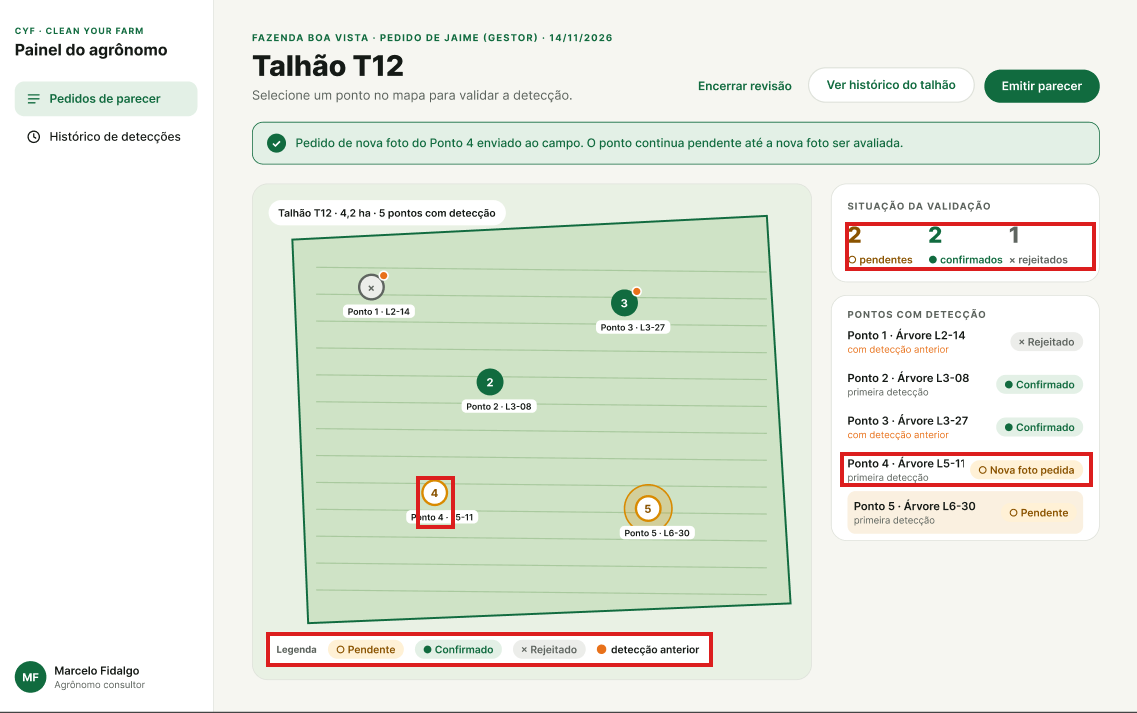 CYF · CLEAN YOUR FARM
Painel do agrônomo
Pedidos de parecer
Histórico de detecções
MF
Marcelo Fidalgo
Agrônomo consultor
FAZENDA BOA VISTA · PEDIDO DE JAIME (GESTOR) · 14/11/2026
Talhão T12
Selecione um ponto no mapa para validar a detecção.
Encerrar revisão
Ver histórico do talhão
Emitir parecer
Pedido de nova foto do Ponto 4 enviado ao campo. O ponto continua pendente até a nova foto ser avaliada.
Talhão T12 · 4,2 ha · 5 pontos com detecção
×
Ponto 1 · L2-14
3
Ponto 3 · L3-27
2
Ponto 2 · L3-08
4
Ponto 4 · L5-11
5
Ponto 5 · L6-30
Legenda
Pendente
Confirmado
× Rejeitado
detecção anterior
SITUAÇÃO DA VALIDAÇÃO
2 2 1
pendentes confirmados × rejeitados
PONTOS COM DETECÇÃO
Ponto 1 · Árvore L2-14
com detecção anterior
× Rejeitado
Ponto 2 · Árvore L3-08
primeira detecção
Confirmado
Ponto 3 · Árvore L3-27
com detecção anterior
Confirmado
Ponto 4 · Árvore L5-11
primeira detecção
Nova foto pedida
Ponto 5 · Árvore L6-30
primeira detecção
Pendente